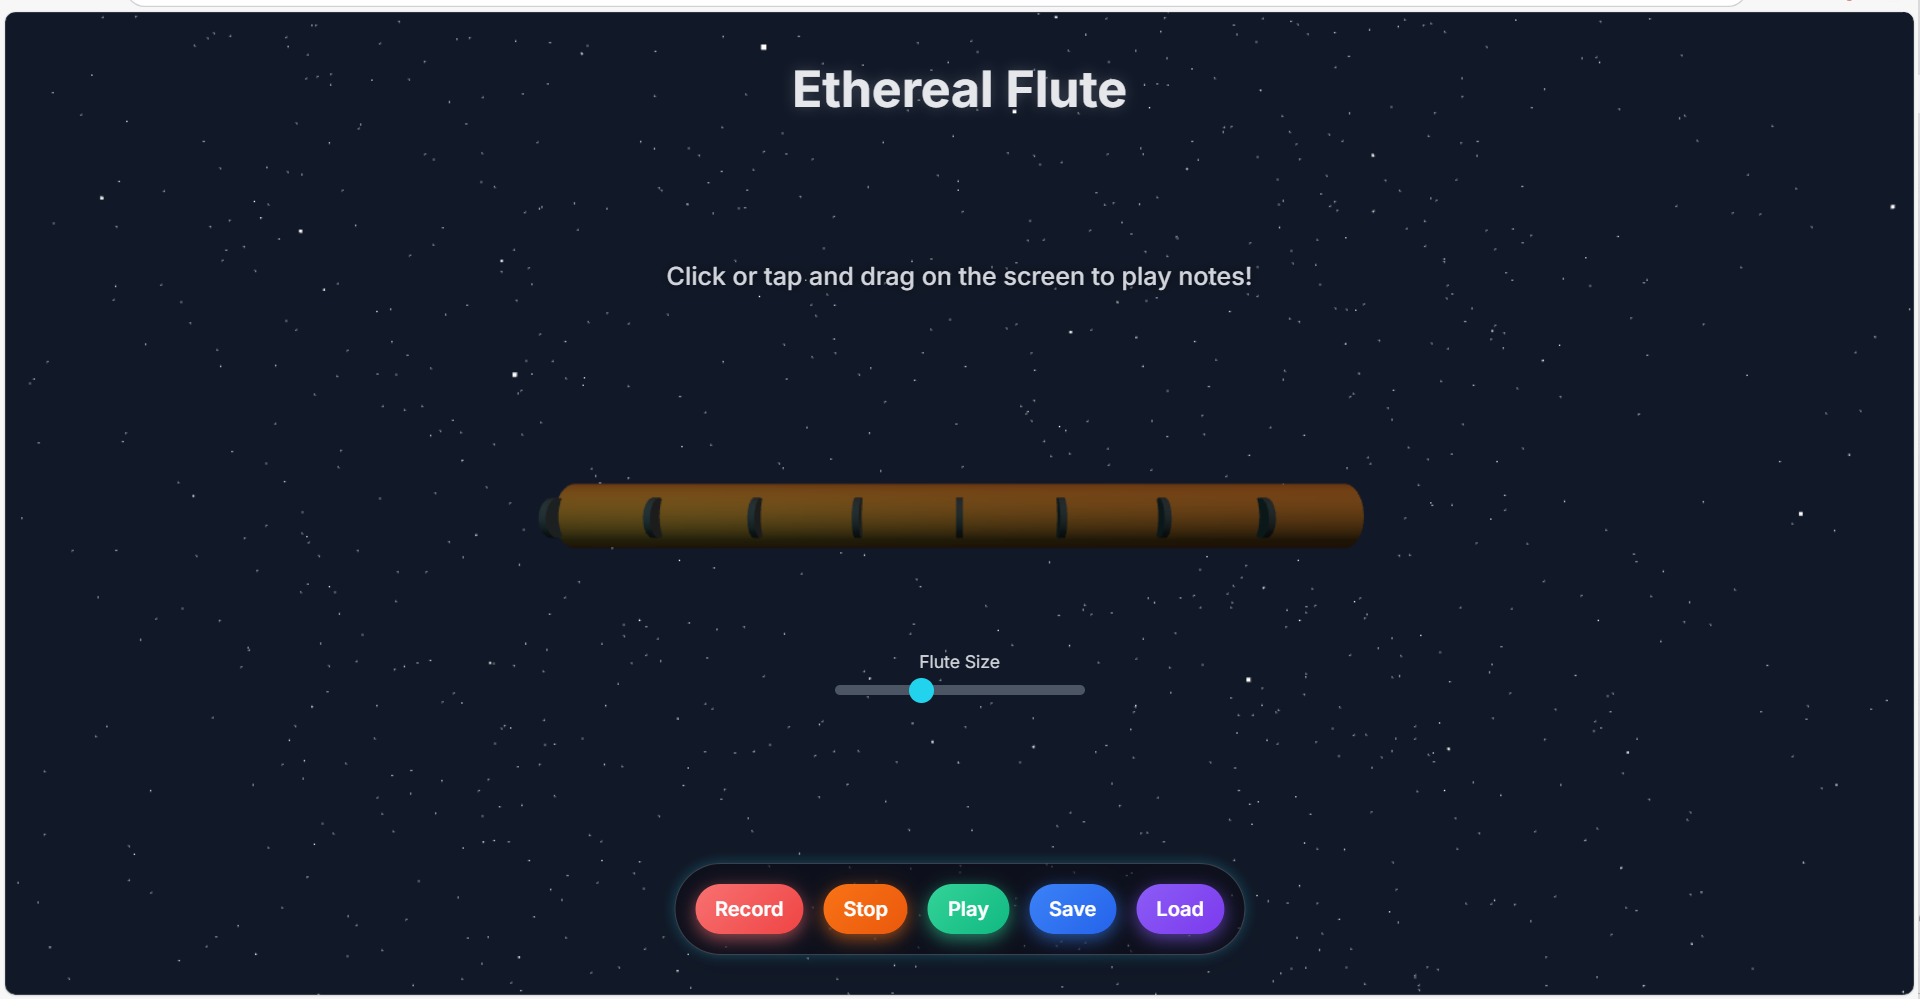 Ethereal Flute
Click or tap and drag on the screen to play notes!
Flute Size
Record Stop Play Save Load